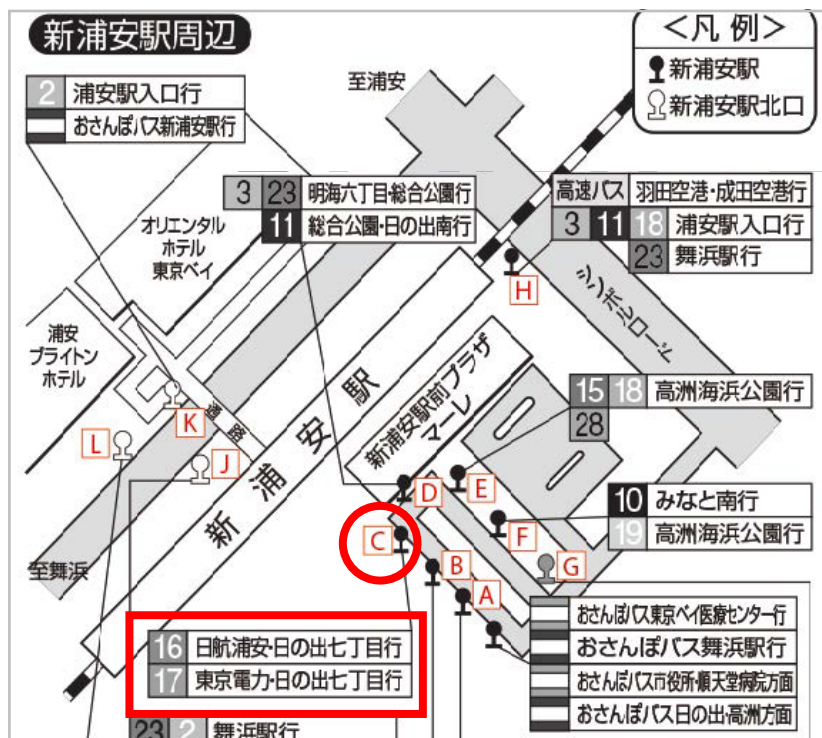 新浦安駅周辺
<凡 例>
新浦安駅
新浦安駅北口
至浦安
2 浦安駅入口行
おさんぽバス新浦安駅行
3 23 明海六丁目・総合公園行
11 総合公園・日の出南行
高速バス 羽田空港・成田空港行
3 11 18 浦安駅入口行
23 舞浜駅行
H
オリエンタル
ホテル
東京ベイ
シンボルロード
浦安
ブライトン
ホテル
通路
K
L
J
新浦安駅
新浦安駅前プラザ
マーレ
15 18 高洲海浜公園行
28
D
E
F
10 みなと南行
19 高洲海浜公園行
C
B
G
A
至舞浜
おさんぽバス東京ベイ医療センター行
おさんぽバス舞浜駅行
おさんぽバス市役所・順天堂病院方面
おさんぽバス日の出・高洲方面
16 日航浦安・日の出七丁目行
17 東京電力・日の出七丁目行
23 2 舞浜駅行